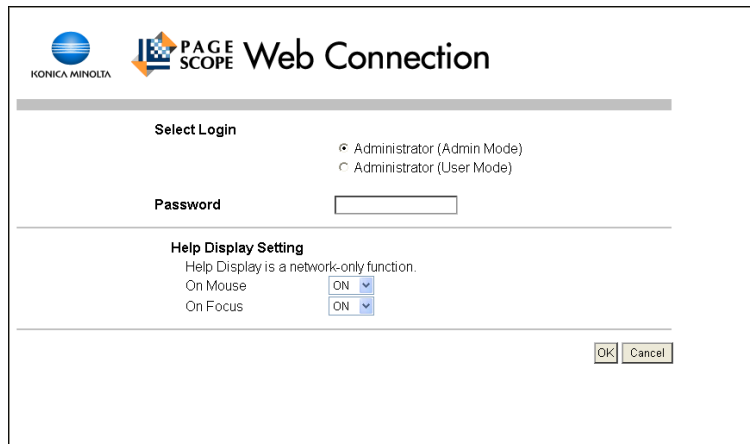 KONICA MINOLTA
PAGE SCOPE Web Connection
Select Login
Administrator (Admin Mode)
Administrator (User Mode)
Password
Help Display Setting
Help Display is a network-only function.
On Mouse ON
On Focus ON
OK Cancel